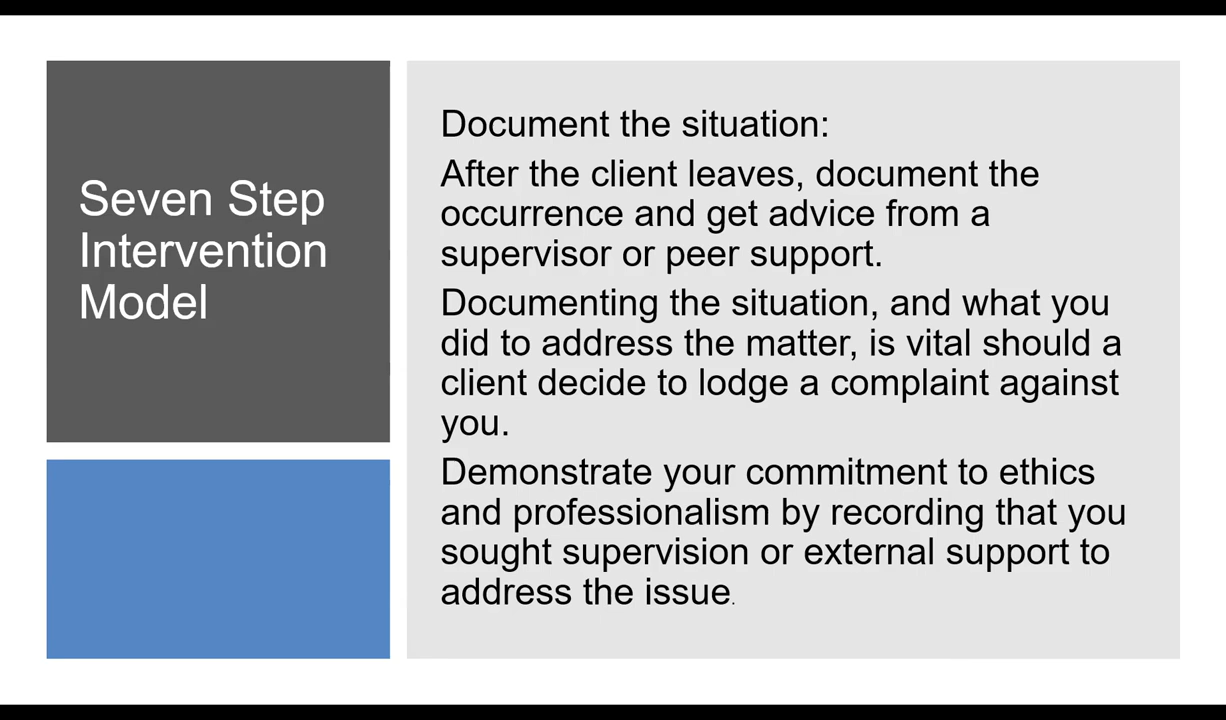 Seven Step
Intervention
Model
Document the situation:
After the client leaves, document the
occurrence and get advice from a
supervisor or peer support.
Documenting the situation, and what you
did to address the matter, is vital should a
client decide to lodge a complaint against
you.
Demonstrate your commitment to ethics
and professionalism by recording that you
sought supervision or external support to
address the issue.